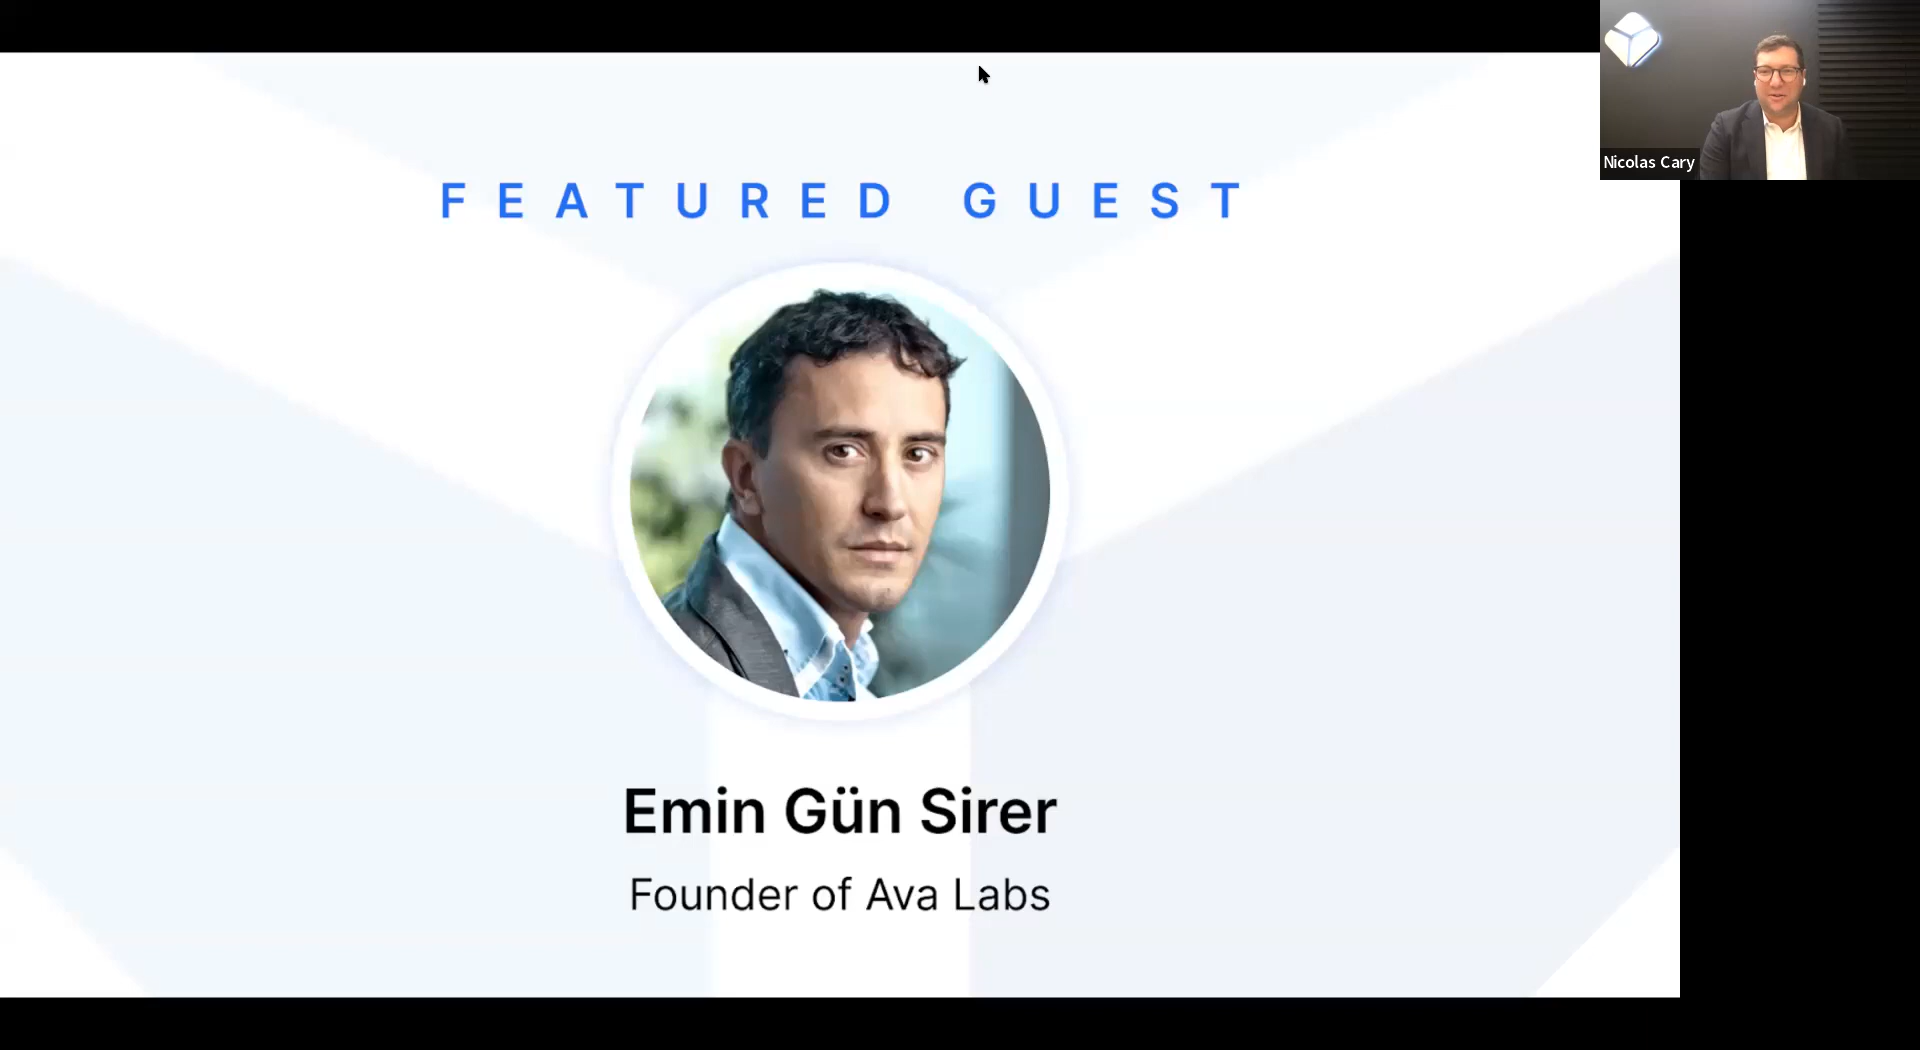 FEATURED GUEST
Nicolas Cary
Emin Gün Sirer
Founder of Ava Labs